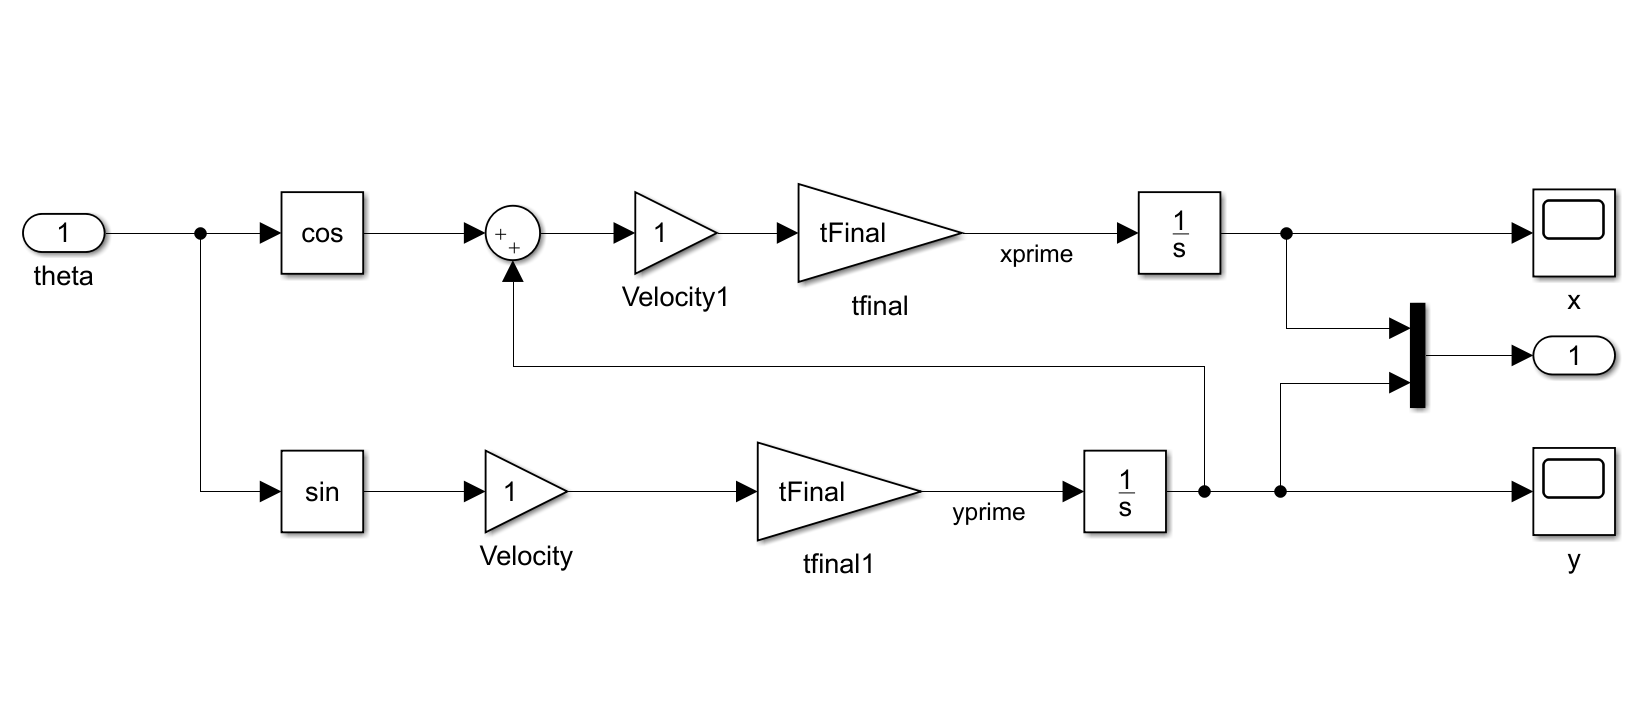 1
theta
cos
+
+
1
Velocity1
tFinal
tfinal
xprime
1
s
x
1
sin
1
Velocity
tFinal
tfinal1
yprime
1
s
y